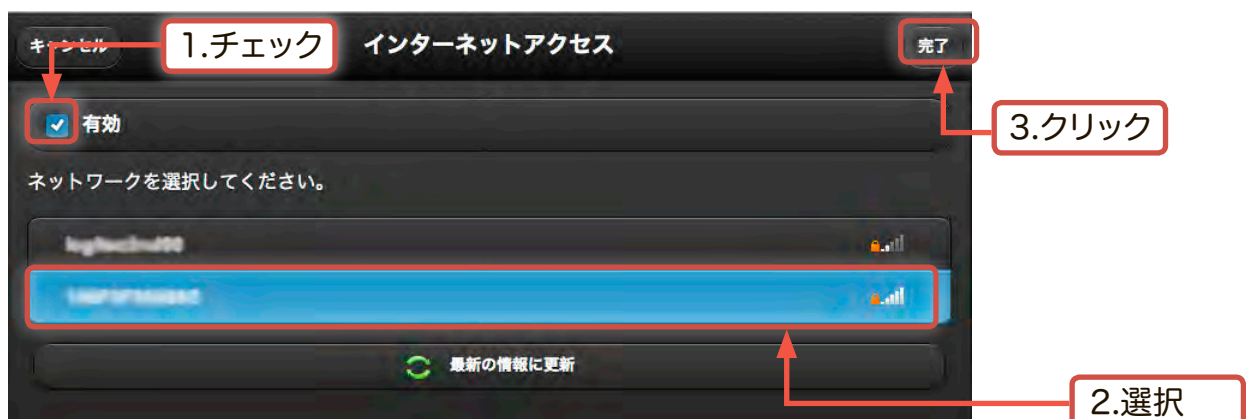 キャンセル
1.チェック
インターネットアクセス
完了
有効
3.クリック
ネットワークを選択してください。
最新の情報に更新
2.選択